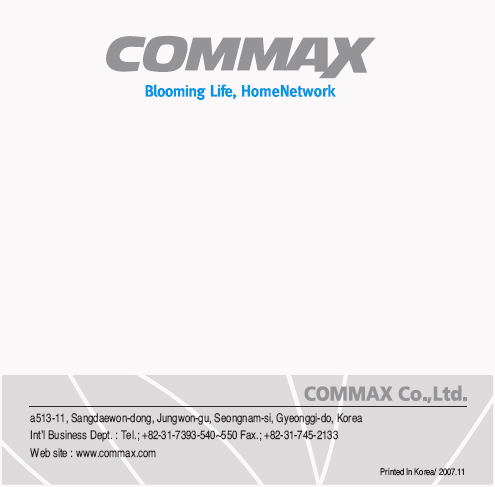 COMMAX
Blooming Life, HomeNetwork
COMMAX Co.,Ltd.
a513-11, Sangdaewon-dong, Jungwon-gu, Seongnam-si, Gyeonggi-do, Korea
Int'l Business Dept. : Tel.; +82-31-7393-540~550 Fax.; +82-31-745-2133
Web site : www.commax.com
Printed In Korea/ 2007.11